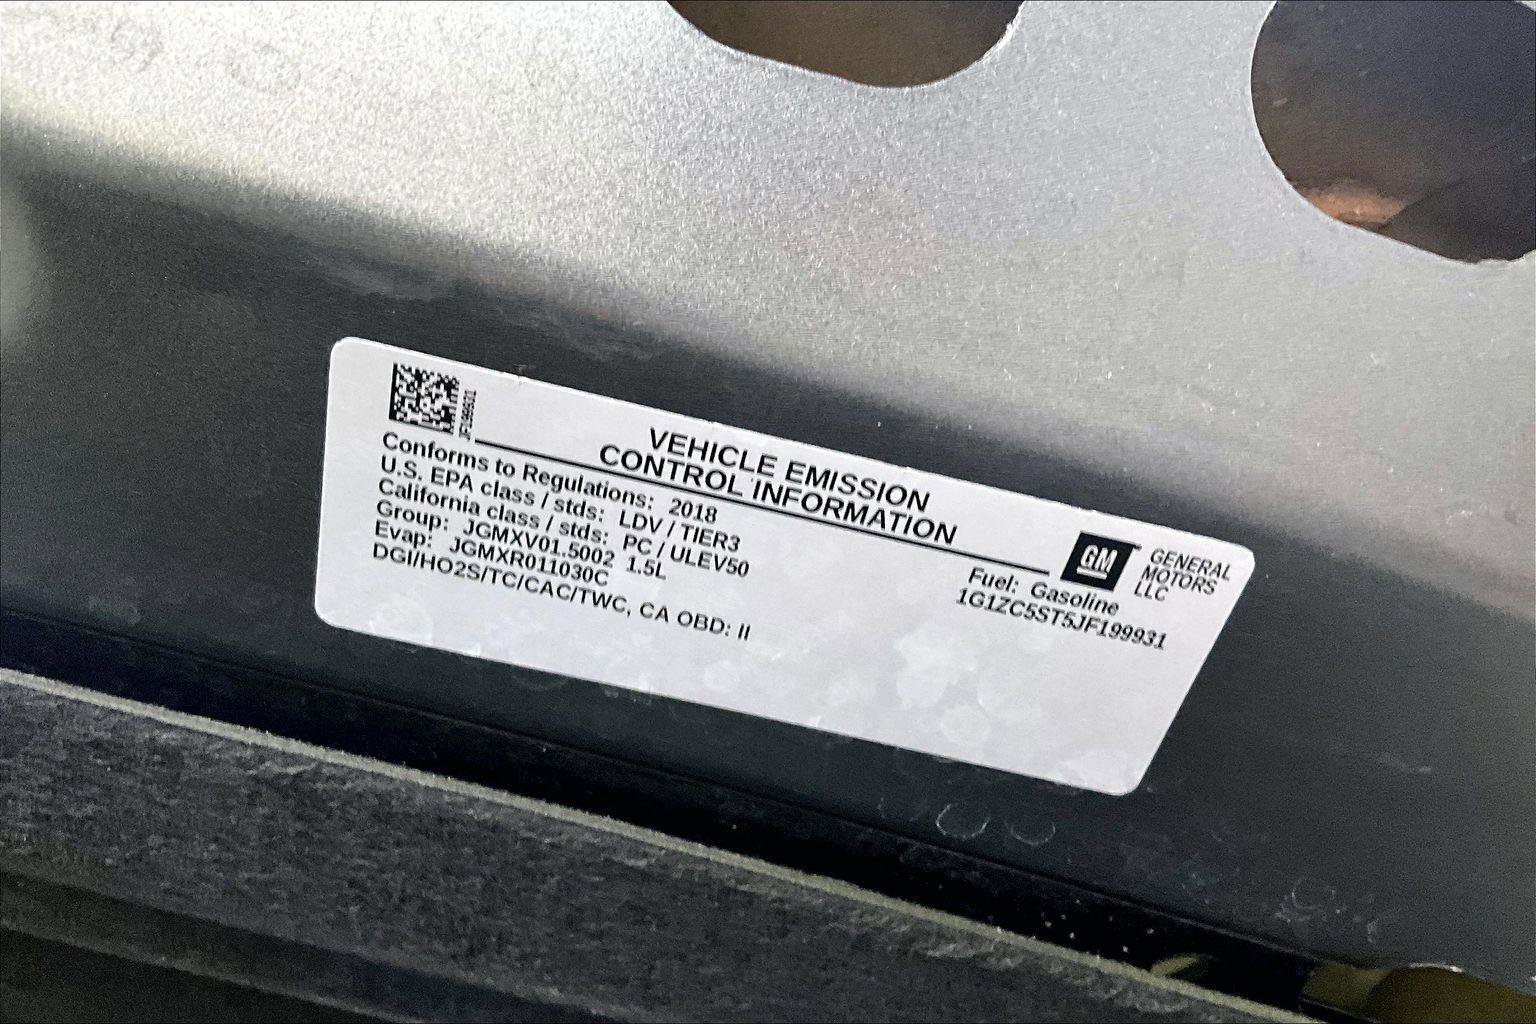 JF199931
VEHICLE EMISSION
CONTROL INFORMATION
Conforms to Regulations: 2018
U.S. EPA class / stds: LDV / TIER3
California class / stds: PC / ULEV50
Group: JGMXV01.5002 1.5L
Evap: JGMXR011030C
DGI/HO2S/TC/CAC/TWC, CA OBD: II
GM
GENERAL
MOTORS
LLC
Fuel: Gasoline
1G1ZC5ST5JF199931